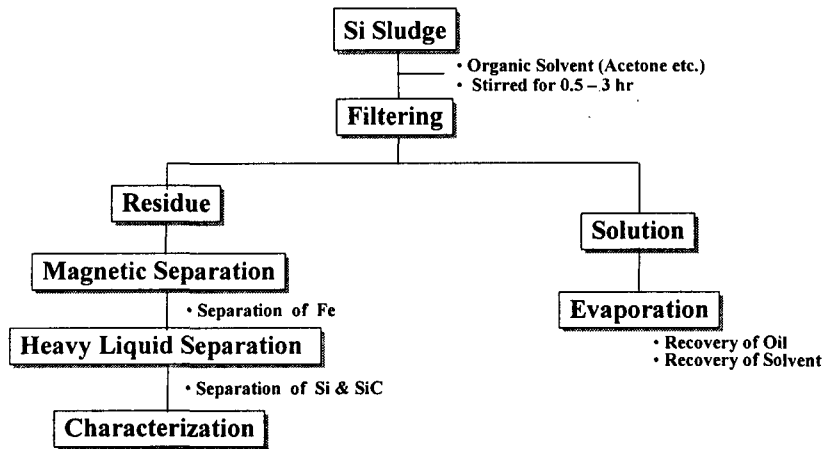 Si Sludge
· Organic Solvent (Acetone etc.)
· Stirred for 0.5 – 3 hr
Filtering
Residue
Solution
Magnetic Separation
· Separation of Fe
Evaporation
· Recovery of Oil
· Recovery of Solvent
Heavy Liquid Separation
· Separation of Si & SiC
Characterization